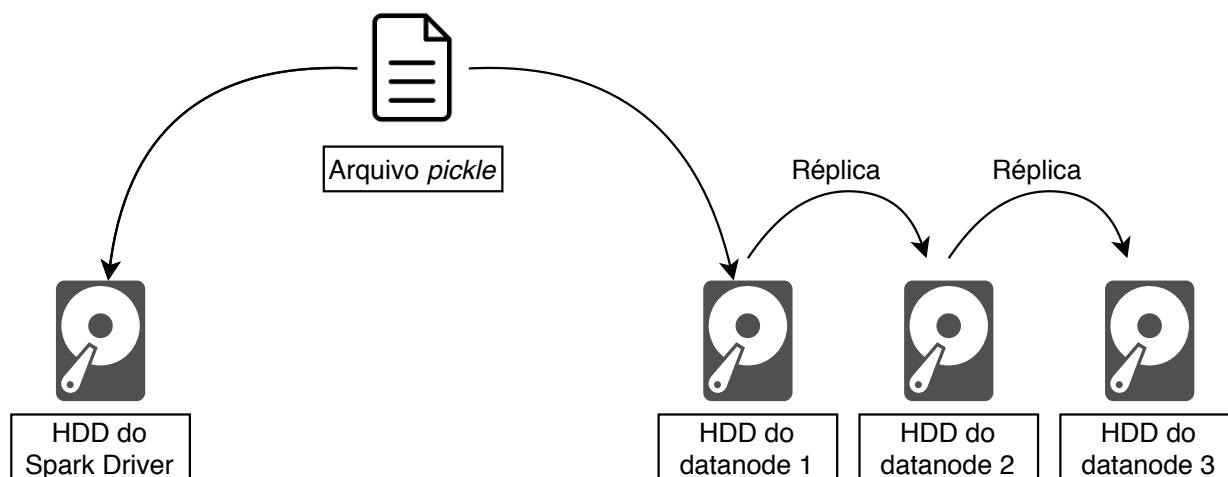 Arquivo pickle
Réplica
Réplica
HDD do
Spark Driver
HDD do
datanode 1
HDD do
datanode 2
HDD do
datanode 3